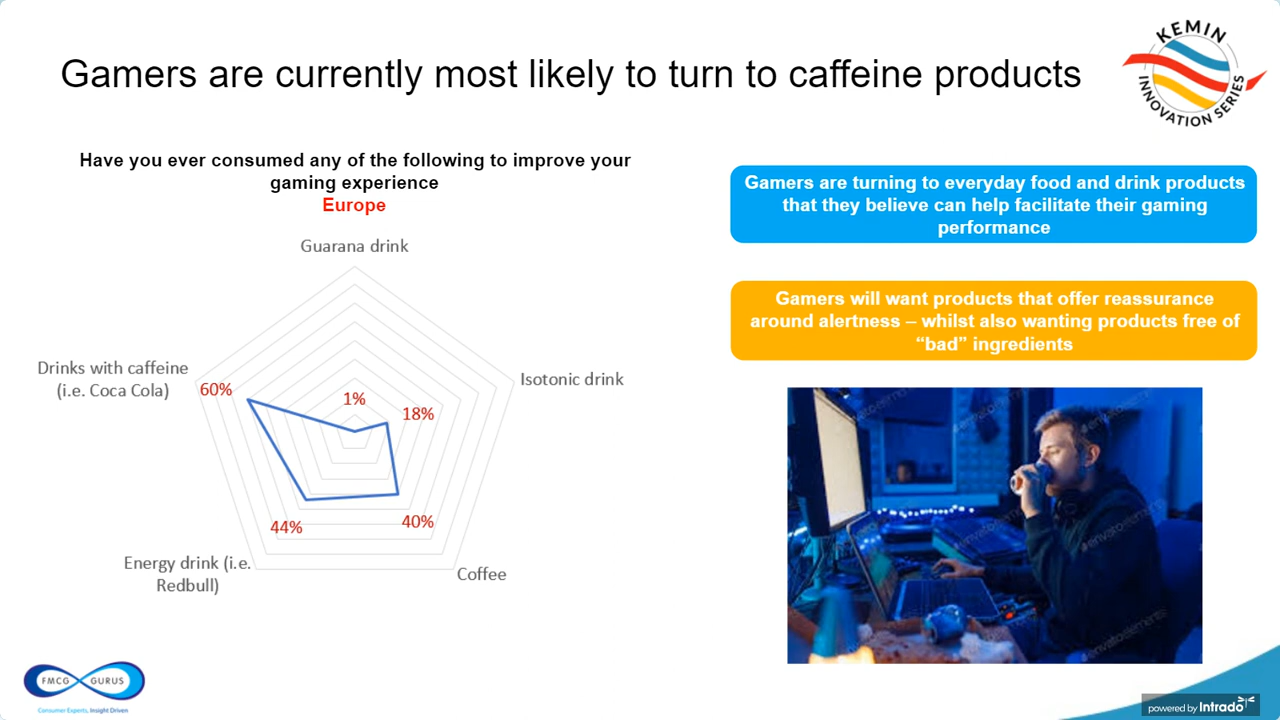 Gamers are currently most likely to turn to caffeine products
KEMIN
INNOVATION SERIES
Have you ever consumed any of the following to improve your
gaming experience
Europe
Guarana drink
Drinks with caffeine
(i.e. Coca Cola)
60%
1%
18%
Isotonic drink
44%
40%
Energy drink (i.e.
Redbull)
Coffee
Gamers are turning to everyday food and drink products
that they believe can help facilitate their gaming
performance
Gamers will want products that offer reassurance
around alertness – whilst also wanting products free of
“bad” ingredients
envatoelements
FMCG GURUS
Consumer Experts, Insight Driven
powered by Intrado